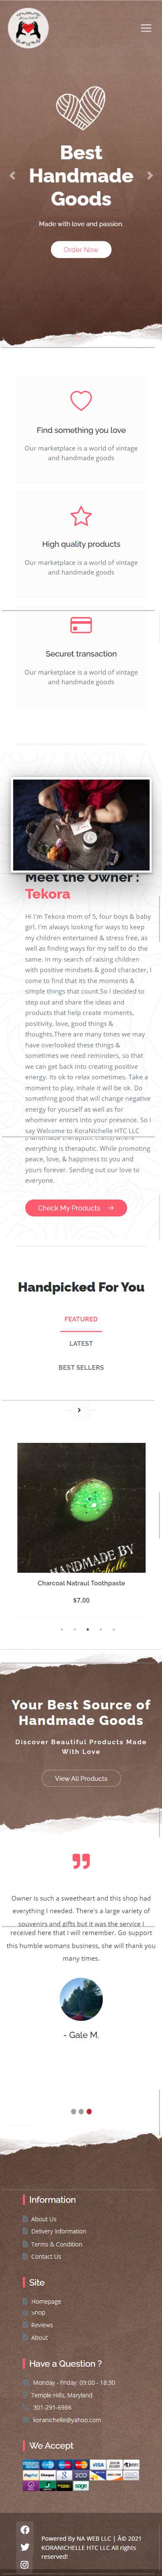 Best
Handmade
Goods
Made with love and passion.
Order Now
Find something you love
Our marketplace is a world of vintage
and handmade goods
High quality products
Our marketplace is a world of vintage
and handmade goods
Securet transaction
Our marketplace is a world of vintage
and handmade goods
Meet the Owner :
Tekora
Hi I'm Tekora mom of 5, four boys & baby
girl. I'm always looking for ways to keep
my children entertained & stress free, as
well as finding ways for my self to do the
same. In my search of raising children
with positive mindsets & good character, I
come to find that its moments &
simple things that count.So I decided to
step out and share the ideas and
products that help create moments,
positivity, love, good things &
thoughts.There are many times we may
have overlooked these things &
sometimes we need reminders, so that
we can get back into creating positive
energy. Its ok to relax sometimes. Take a
moment to play, inhale it will be ok. Do
something good that will change negative
energy for yourself as well as for
whomever enters into your presence. So I
say Welcome to KoraNichelle HTC LLC
(handmade therapeutic crafts) where
everything is therapeutic. While promoting
peace, love, & happiness to you and
yours forever. Sending out our love to
everyone.
Check My Products
Handpicked For You
FEATURED
LATEST
BEST SELLERS
HANDMADE BY
Charcoal Natraul Toothpaste
$7.00
Your Best Source of
Handmade Goods
Discover Beautiful Products Made
With Love
View All Products
Owner is such a sweetheart and this shop had
everything I needed. There's a large variety of
souvenirs and gifts but it was the service I
received here that I will remember. Go support
this humble womans business, she will thank you
many times.
- Gale M.
Information
About Us
Delivery Information
Terms & Condition
Contact Us
Site
Homepage
Shop
Reviews
About
Have a Question ?
Monday - Friday: 09:00 - 18:30
Temple Hills, Maryland
301-291-6986
koranichelle@yahoo.com
We Accept
Powered By NA WEB LLC | Â© 2021
KORANICHELLE HTC LLC All rights
reserved!